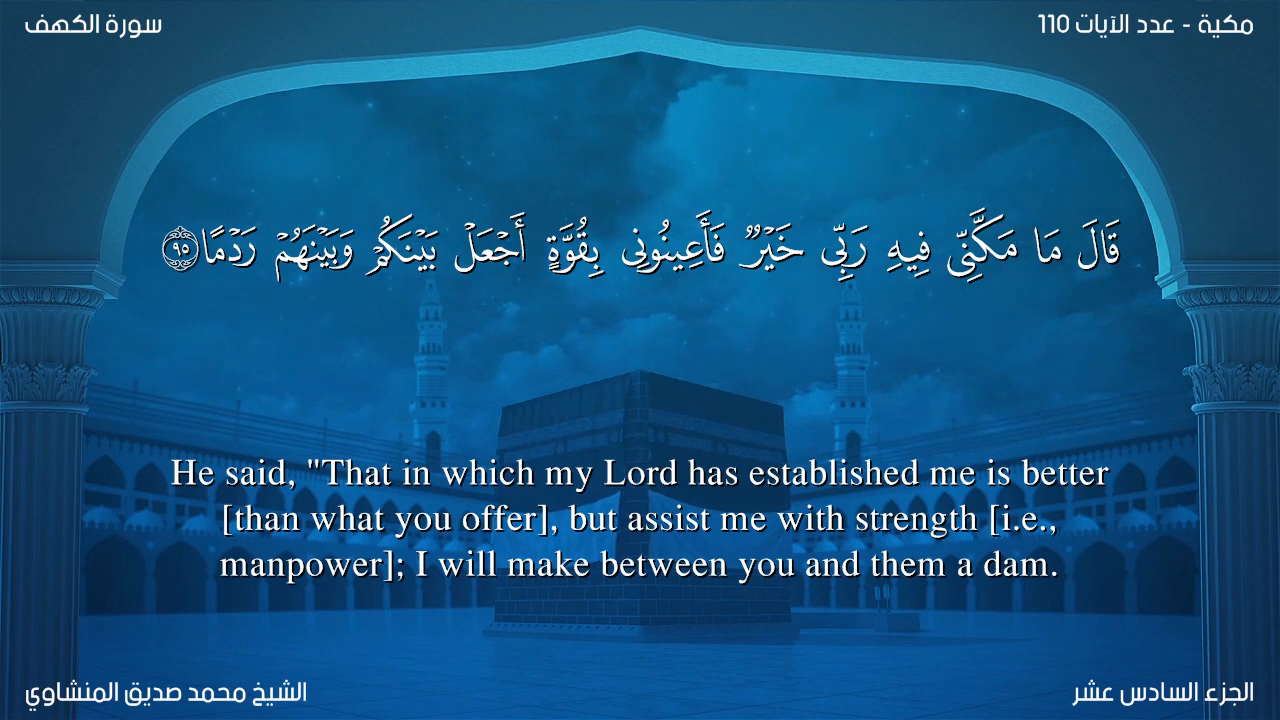 سورة الكهف
مكية - عدد الآيات 110
قَالَ مَا مَكَّنِّى فِيهِ رَبِّى خَيْرٌ فَأَعِينُونِى بِقُوَّةٍ أَجْعَلْ بَيْنَكُمْ وَبَيْنَهُمْ رَدْمًا ٩٥
He said, "That in which my Lord has established me is better
[than what you offer], but assist me with strength [i.e.,
manpower]; I will make between you and them a dam.
الشيخ محمد صديق المنشاوي
الجزء السادس عشر